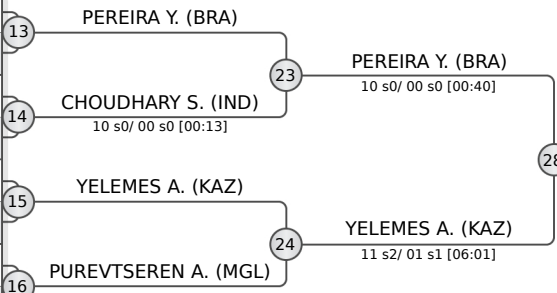 PEREIRA Y. (BRA)
13
PEREIRA Y. (BRA)
23
10 s0/ 00 s0 [00:40]
CHOUDHARY S. (IND)
14
10 s0/ 00 s0 [00:13]
28
YELEMES A. (KAZ)
15
YELEMES A. (KAZ)
24
11 s2/ 01 s1 [06:01]
PUREVTSEREN A. (MGL)
16